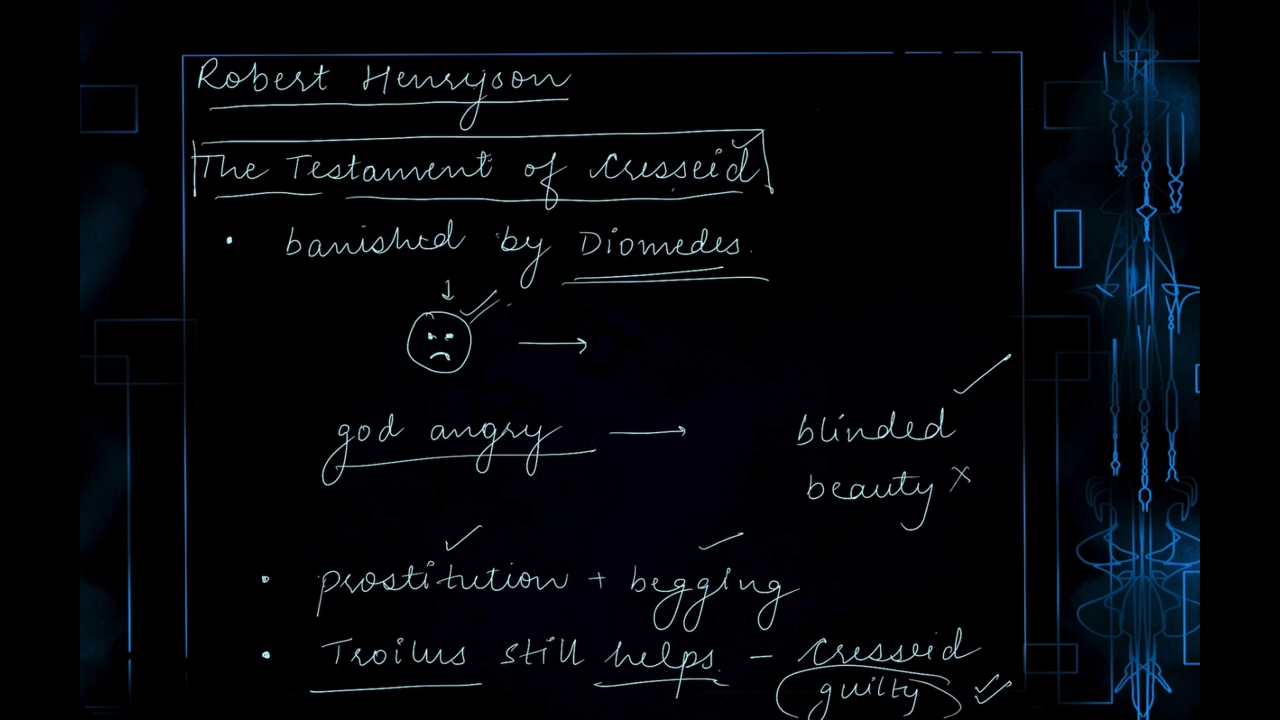 Robert Henryson
The Testament of Cresseid
• banished by Diomedes.
↓
→
god angry → blinded
beauty ×
• prostitution + begging
• Troilus still helps. - Cresseid
guilty